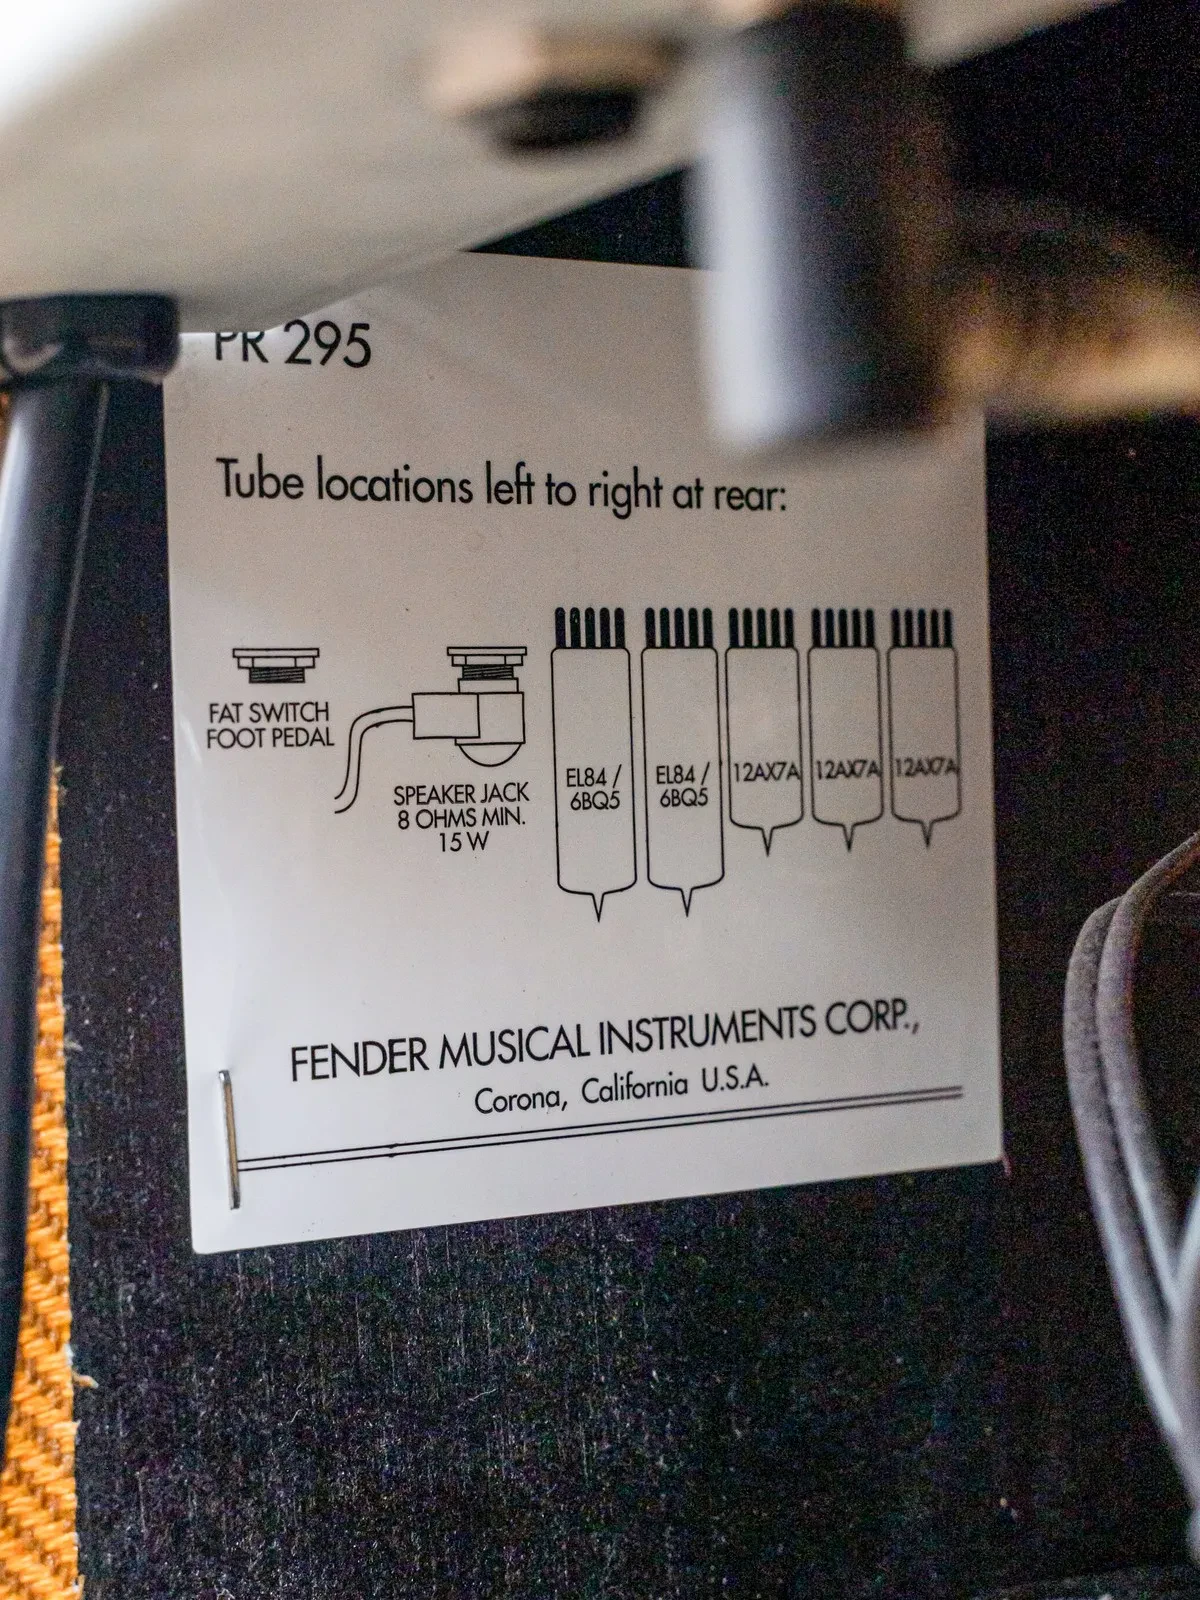 PR 295
Tube locations left to right at rear:
FAT SWITCH
FOOT PEDAL
SPEAKER JACK
8 OHMS MIN.
15 W
EL84 /
6BQ5
EL84 /
6BQ5
12AX7A
12AX7A
12AX7A
FENDER MUSICAL INSTRUMENTS CORP.,
Corona, California U.S.A.